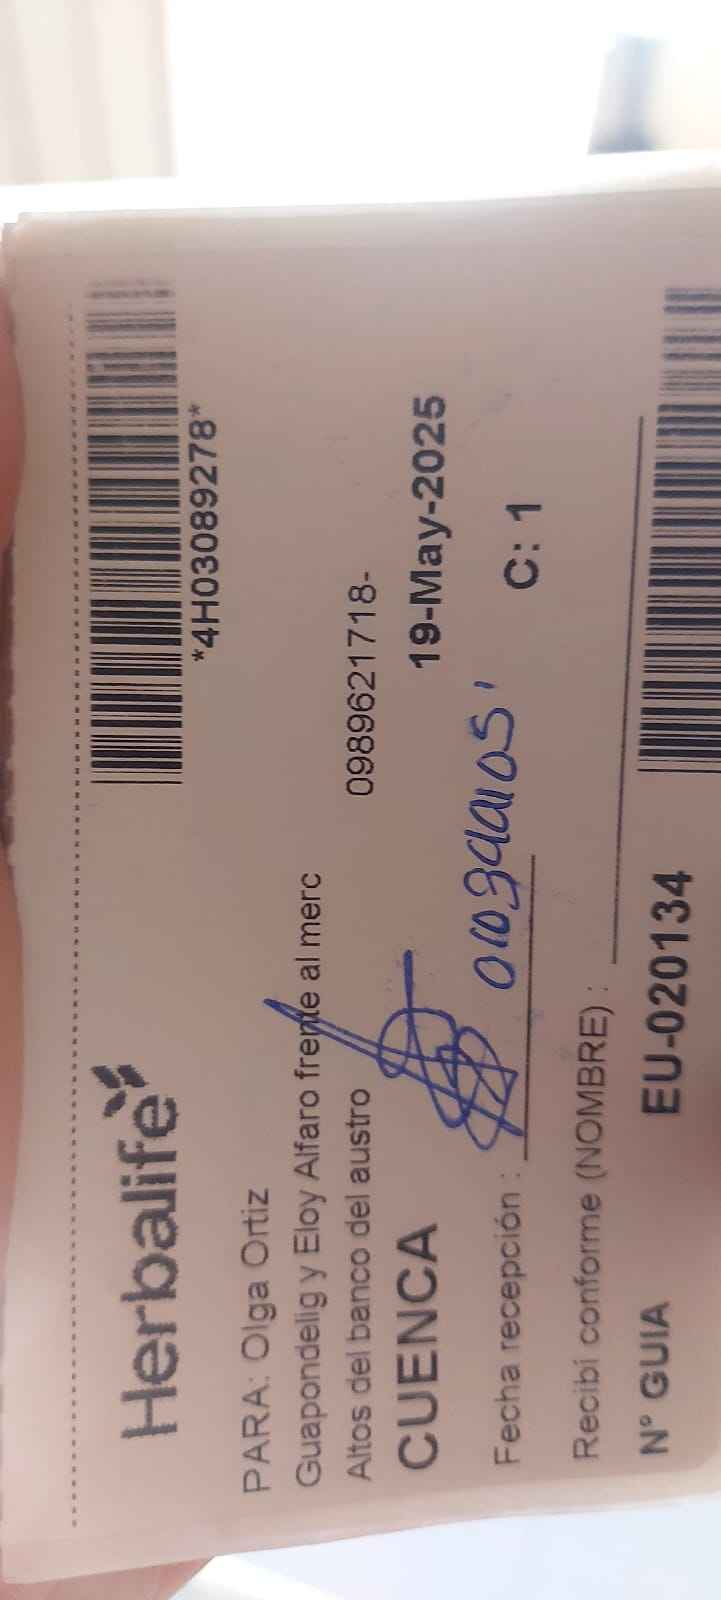 Herbalife
*4H03089278*
PARA: Olga Ortiz
Guapondelig y Eloy Alfaro frente al merc
Altos del banco del austro 0989621718-
CUENCA 19-May-2025
Fecha recepción :
C: 1
Recibí conforme (NOMBRE) :
Nº GUIA EU-020134